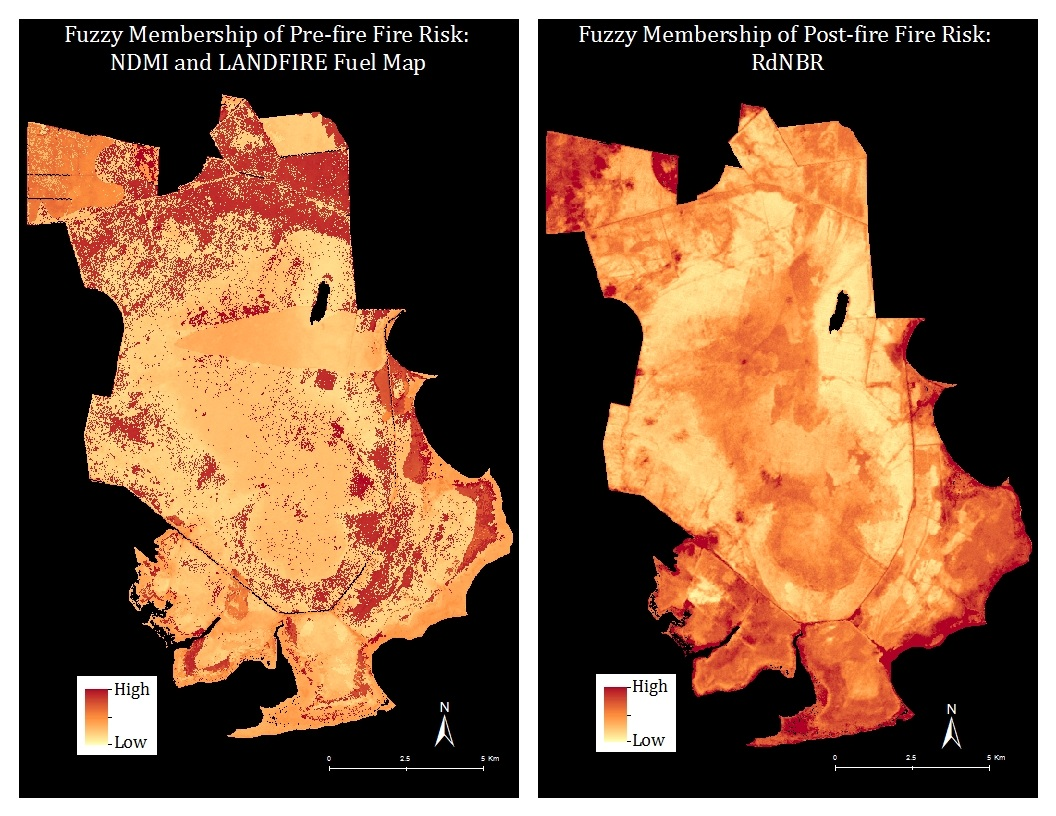 Fuzzy Membership of Pre-fire Fire Risk:
NDMI and LANDFIRE Fuel Map
High
Low
N
0 2.5 5 Km
Fuzzy Membership of Post-fire Fire Risk:
RdNBR
High
Low
N
0 2.5 5 Km